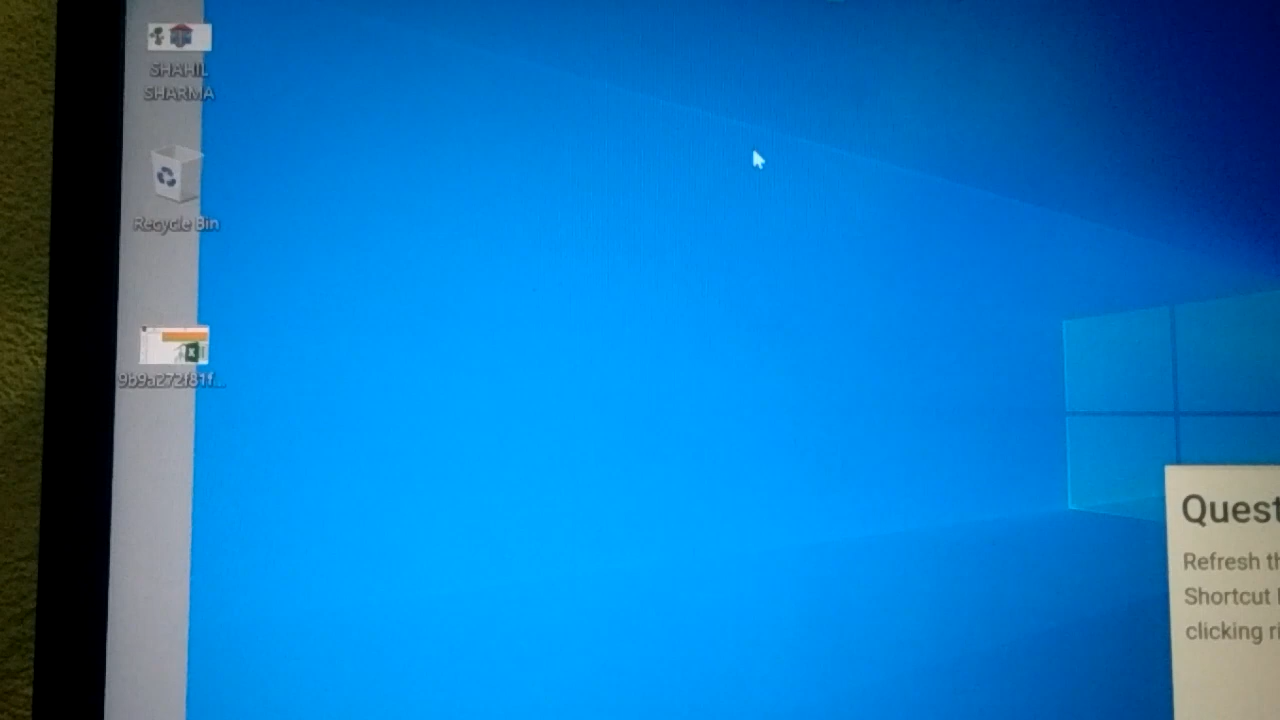 SHAHIL
SHARMA
Recycle Bin
9b9a272f81f...
Quest
Refresh th
Shortcut
clicking ri